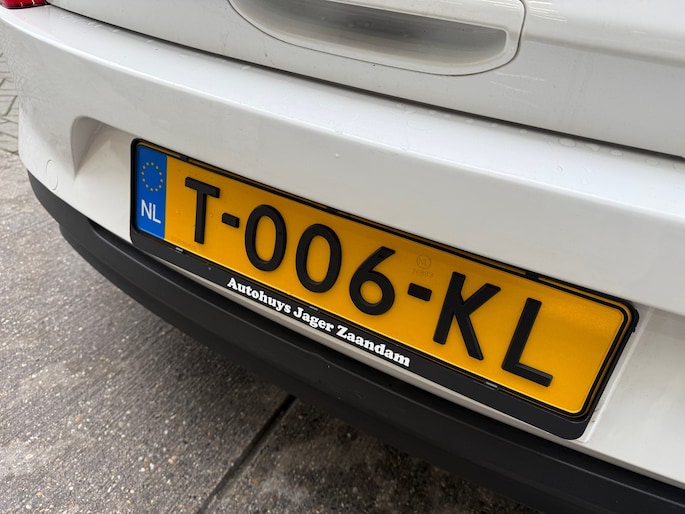 NL
T-006-KL
Autohuys Jager Zaandam